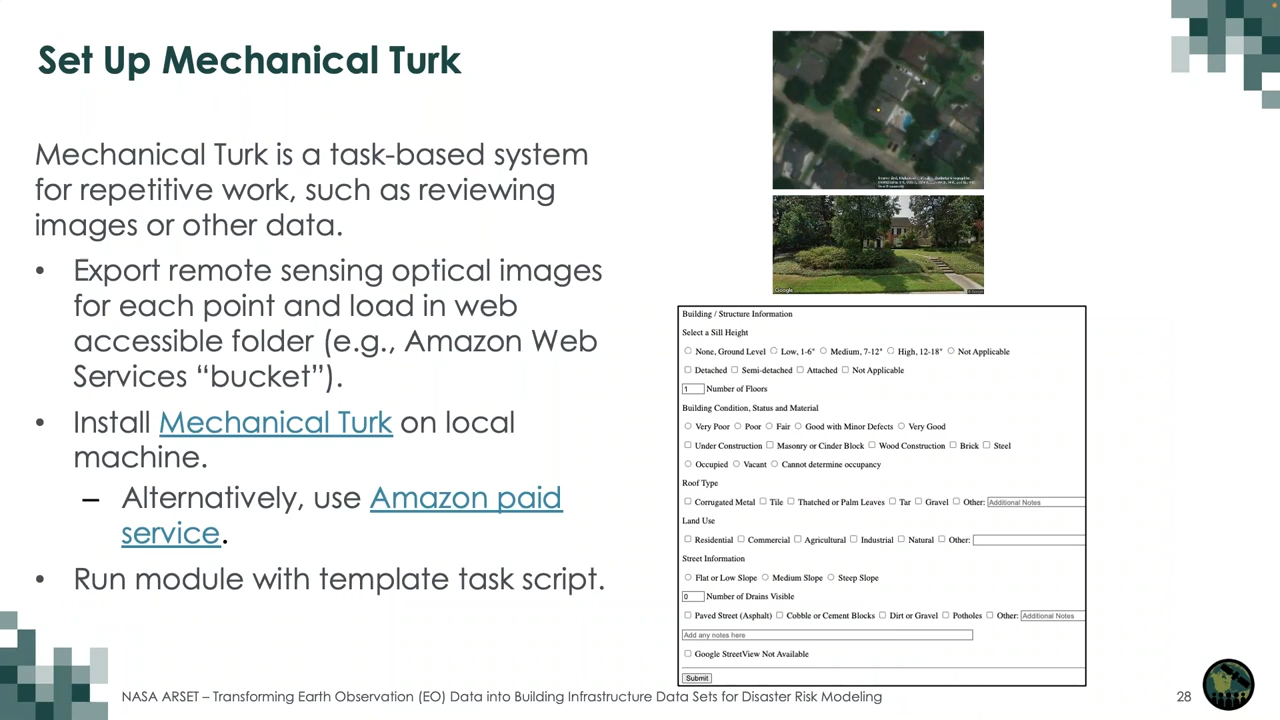 Set Up Mechanical Turk
Mechanical Turk is a task-based system
for repetitive work, such as reviewing
images or other data.
• Export remote sensing optical images
for each point and load in web
accessible folder (e.g., Amazon Web
Services “bucket”).
• Install Mechanical Turk on local
machine.
– Alternatively, use Amazon paid
service.
• Run module with template task script.
Google
Building / Structure Information
Select a Sill Height
None, Ground Level Low, 1-6" Medium, 7-12" High, 12-18" Not Applicable
Detached Semi-detached Attached Not Applicable
1 Number of Floors
Building Condition, Status and Material
Very Poor Poor Fair Good with Minor Defects Very Good
Under Construction Masonry or Cinder Block Wood Construction Brick Steel
Occupied Vacant Cannot determine occupancy
Roof Type
Corrugated Metal Tile Thatched or Palm Leaves Tar Gravel Other: Additional Notes
Land Use
Residential Commercial Agricultural Industrial Natural Other:
Street Information
Flat or Low Slope Medium Slope Steep Slope
0 Number of Drains Visible
Paved Street (Asphalt) Cobble or Cement Blocks Dirt or Gravel Potholes Other: Additional Notes
Add any notes here
Google StreetView Not Available
Submit
NASA ARSET – Transforming Earth Observation (EO) Data into Building Infrastructure Data Sets for Disaster Risk Modeling
28